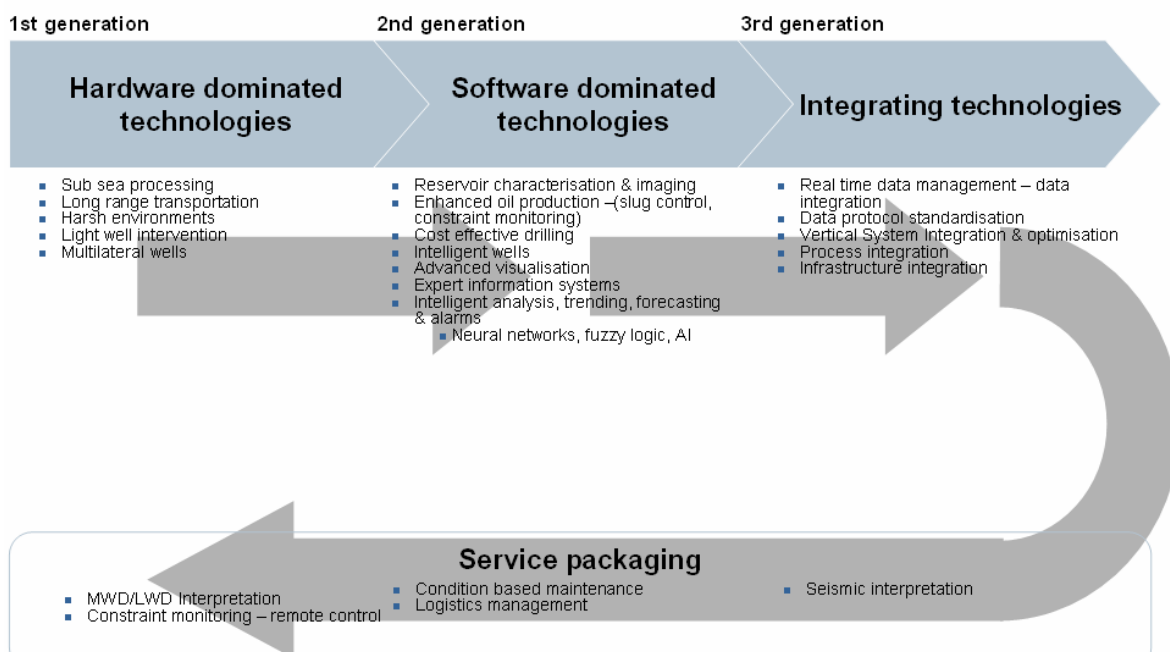 1st generation
2nd generation
3rd generation
Hardware dominated
technologies
Software dominated
technologies
Integrating technologies
Sub sea processing
Long range transportation
Harsh environments
Light well intervention
Multilateral wells
Reservoir characterisation & imaging
Enhanced oil production –(slug control,
constraint monitoring)
Cost effective drilling
Intelligent wells
Advanced visualisation
Expert information systems
Intelligent analysis, trending, forecasting
& alarms
Neural networks, fuzzy logic, AI
Real time data management – data
integration
Data protocol standardisation
Vertical System Integration & optimisation
Process integration
Infrastructure integration
Service packaging
MWD/LWD Interpretation
Constraint monitoring – remote control
Condition based maintenance
Logistics management
Seismic interpretation